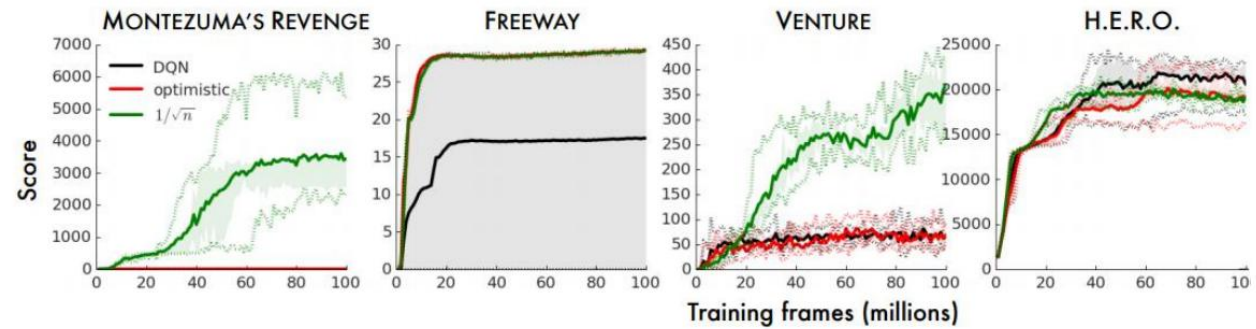 MONTEZUMA'S REVENGE
FREEWAY
VENTURE
H.E.R.O.
Score
7000
6000
5000
4000
3000
2000
1000
0
DQN
optimistic
1/√n
0 20 40 60 80 100
30
25
20
15
10
5
0
0 20 40 60 80 100
450
400
350
300
250
200
150
100
50
0
0 20 40 60 80 100
25000
20000
15000
10000
5000
0
0 20 40 60 80 100
Training frames (millions)